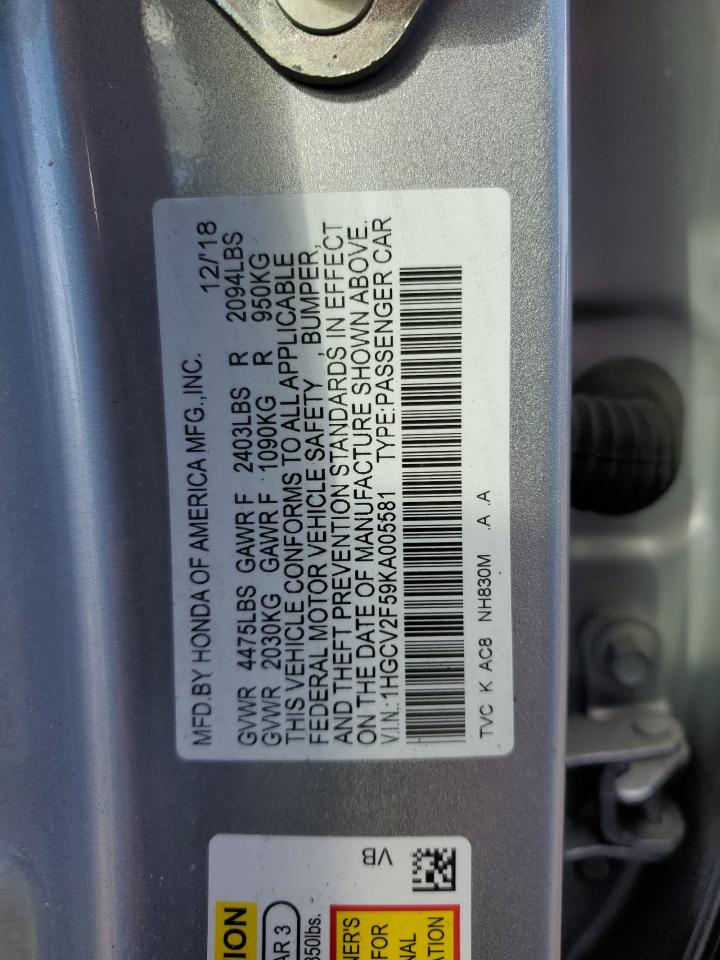 MFD.BY HONDA OF AMERICA MFG.,INC. 12/'18
GVWR 4475LBS GAWR F 2403LBS R 2094LBS
GVWR 2030KG GAWR F 1090KG R 950KG
THIS VEHICLE CONFORMS TO ALL APPLICABLE
FEDERAL MOTOR VEHICLE SAFETY , BUMPER,
AND THEFT PREVENTION STANDARDS IN EFFECT
ON THE DATE OF MANUFACTURE SHOWN ABOVE.
V.I.N.:1HGCV2F59KA005581 TYPE:PASSENGER CAR
TVC K AC8 NH830M .A .A
VB
ION
AR 3
850lbs.
NER'S
FOR
NAL
ATION